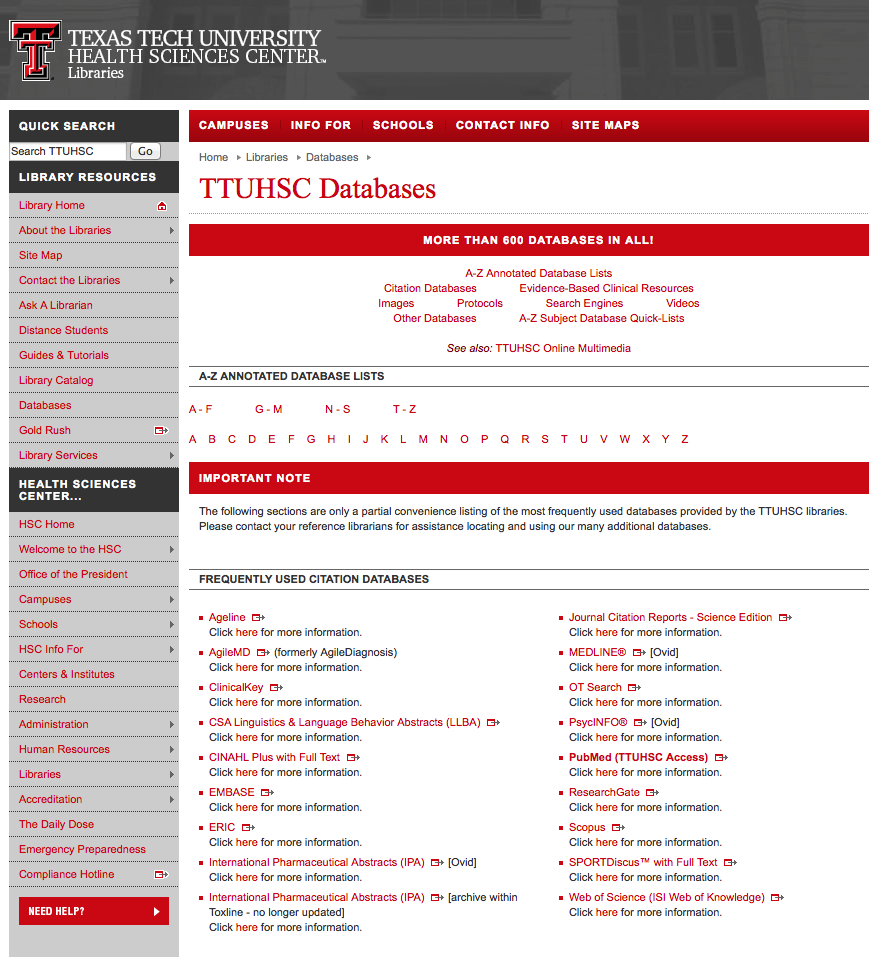 TEXAS TECH UNIVERSITY
HEALTH SCIENCES CENTER™
Libraries
QUICK SEARCH
Search TTUHSC Go
LIBRARY RESOURCES
Library Home
About the Libraries
Site Map
Contact the Libraries
Ask A Librarian
Distance Students
Guides & Tutorials
Library Catalog
Databases
Gold Rush
Library Services
HEALTH SCIENCES
CENTER...
HSC Home
Welcome to the HSC
Office of the President
Campuses
Schools
HSC Info For
Centers & Institutes
Research
Administration
Human Resources
Libraries
Accreditation
The Daily Dose
Emergency Preparedness
Compliance Hotline
NEED HELP?
CAMPUSES INFO FOR SCHOOLS CONTACT INFO SITE MAPS
Home Libraries Databases
TTUHSC Databases
MORE THAN 600 DATABASES IN ALL!
A-Z Annotated Database Lists
Citation Databases Evidence-Based Clinical Resources
Images Protocols Search Engines Videos
Other Databases A-Z Subject Database Quick-Lists
See also: TTUHSC Online Multimedia
A-Z ANNOTATED DATABASE LISTS
A - F G - M N - S T - Z
A B C D E F G H I J K L M N O P Q R S T U V W X Y Z
IMPORTANT NOTE
The following sections are only a partial convenience listing of the most frequently used databases provided by the TTUHSC libraries.
Please contact your reference librarians for assistance locating and using our many additional databases.
FREQUENTLY USED CITATION DATABASES
Ageline
Click here for more information.
AgileMD (formerly AgileDiagnosis)
Click here for more information.
ClinicalKey
Click here for more information.
CSA Linguistics & Language Behavior Abstracts (LLBA)
Click here for more information.
CINAHL Plus with Full Text
Click here for more information.
EMBASE
Click here for more information.
ERIC
Click here for more information.
International Pharmaceutical Abstracts (IPA) [Ovid]
Click here for more information.
International Pharmaceutical Abstracts (IPA) [archive within
Toxline - no longer updated]
Click here for more information.
Journal Citation Reports - Science Edition
Click here for more information.
MEDLINE® [Ovid]
Click here for more information.
OT Search
Click here for more information.
PsycINFO® [Ovid]
Click here for more information.
PubMed (TTUHSC Access)
Click here for more information.
ResearchGate
Click here for more information.
Scopus
Click here for more information.
SPORTDiscus™ with Full Text
Click here for more information.
Web of Science (ISI Web of Knowledge)
Click here for more information.